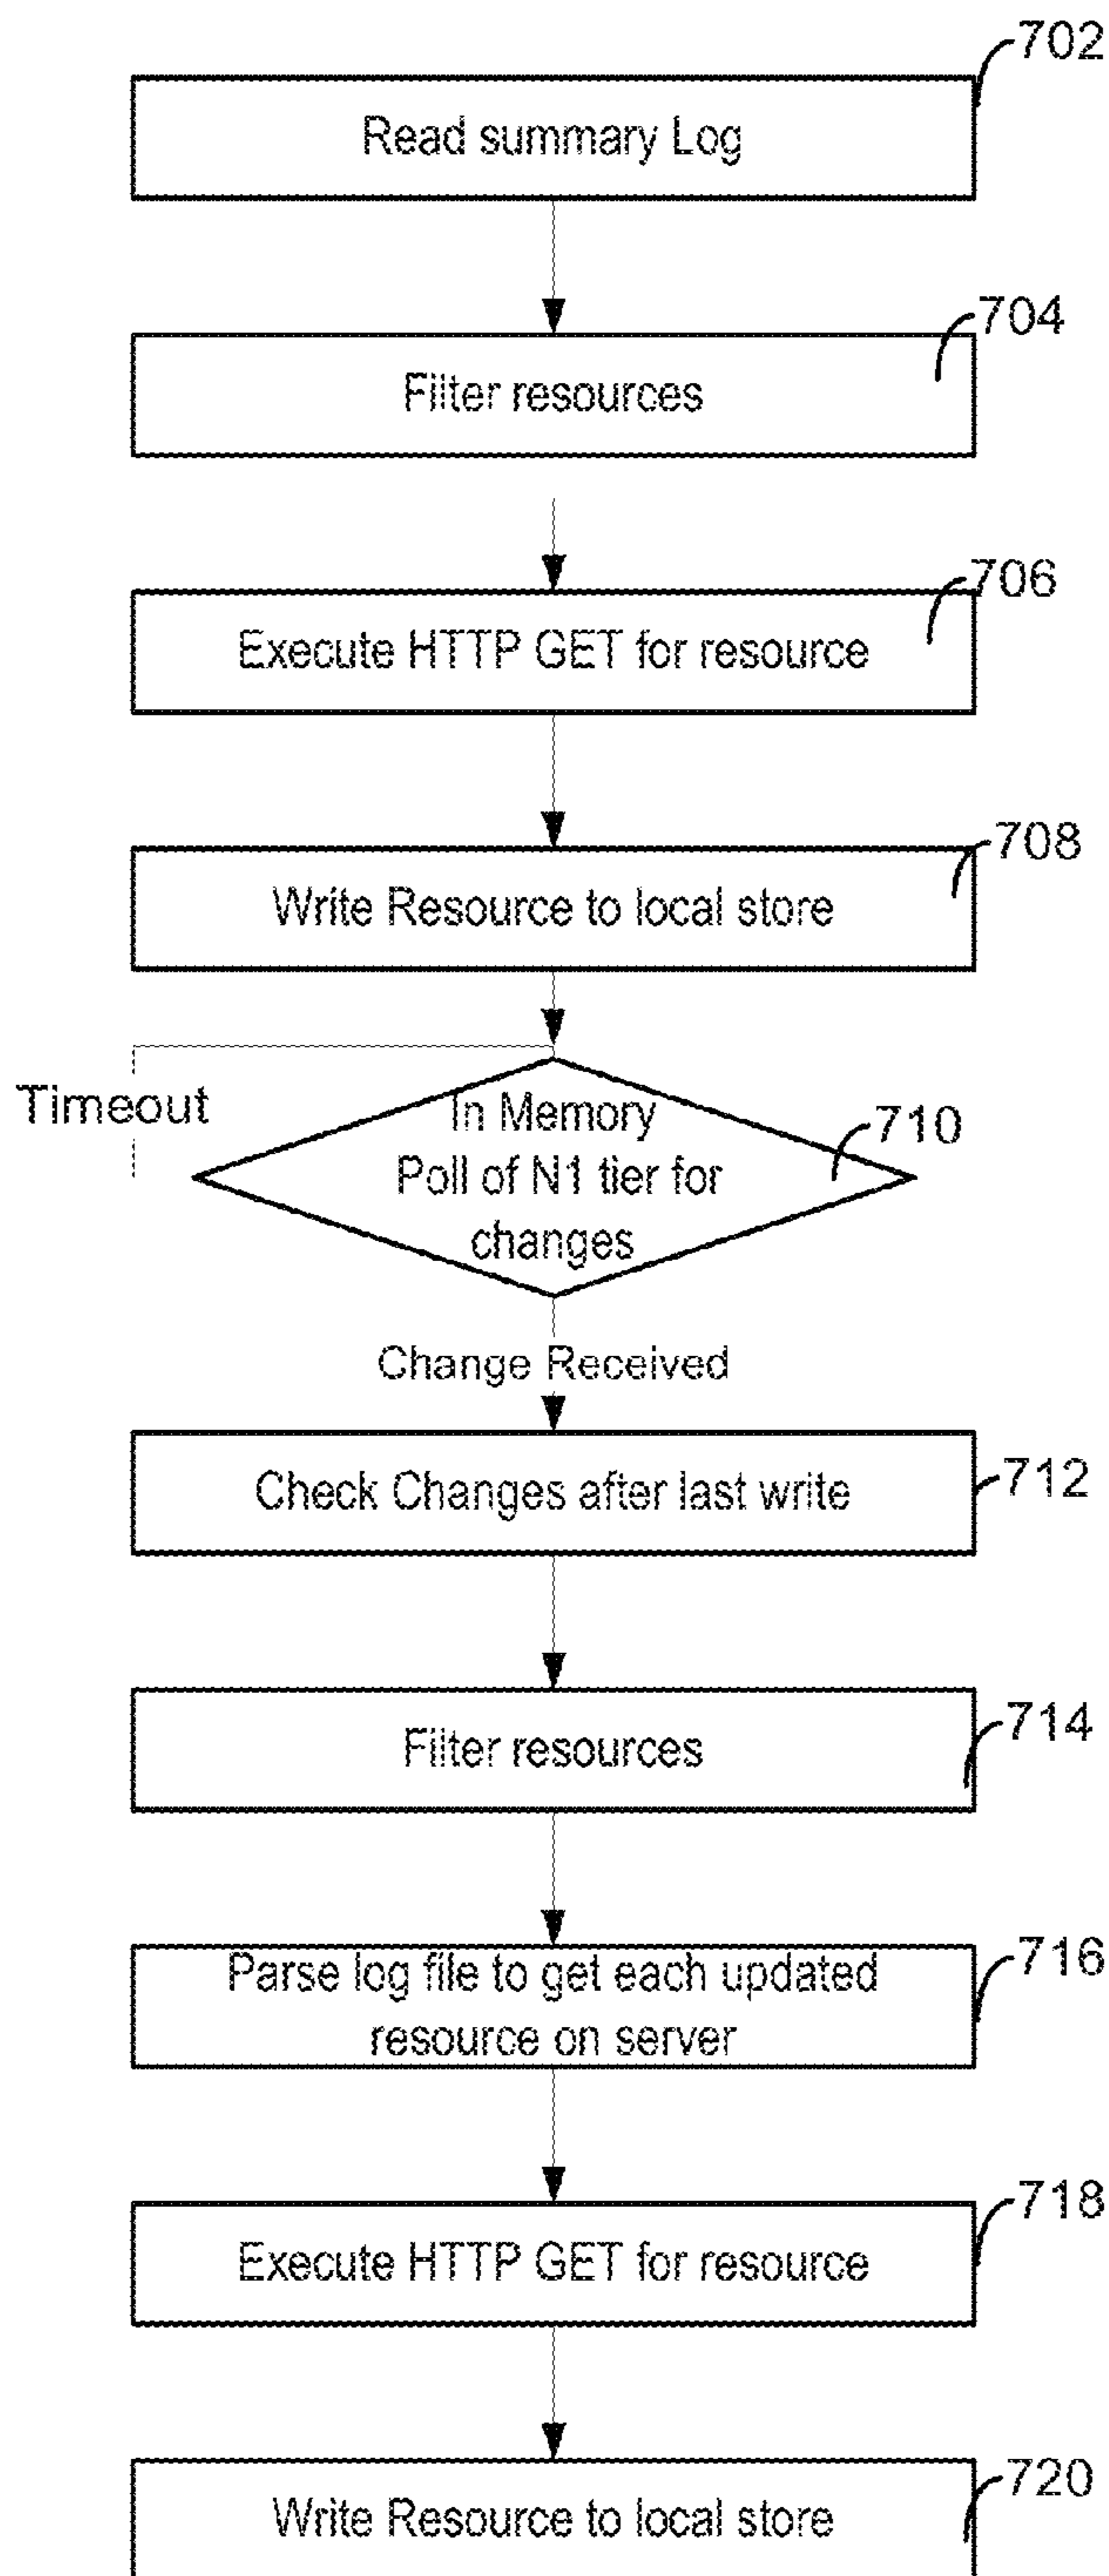 702
Read summary Log
704
Filter resources
706
Execute HTTP GET for resource
708
Write Resource to local store
Timeout
In Memory
710
Poll of N1 tier for
changes
Change Received
Check Changes after last write
712
Filter resources
714
Parse log file to get each updated
716
resource on server
718
Execute HTTP GET for resource
720
Write Resource to local store